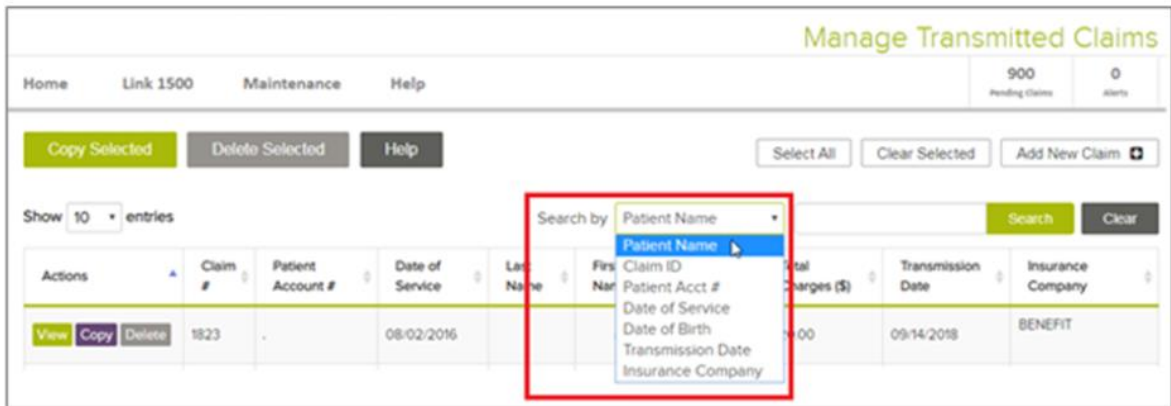 Manage Transmitted Claims
Home Link 1500 Maintenance Help
900
Pending Claims
0
Alerts
Copy Selected Delete Selected Help Select All Clear Selected Add New Claim
Show 10 entries Search by Patient Name Search Clear
Patient Name
Claim ID
Patient Acct #
Date of Service
Date of Birth
Transmission Date
Insurance Company
Actions
Claim #
Patient Account #
Date of Service
Name
Charges ($)
Transmission Date
Insurance Company
View Copy Delete 1823 . 08/02/2016 09/14/2018 BENEFIT